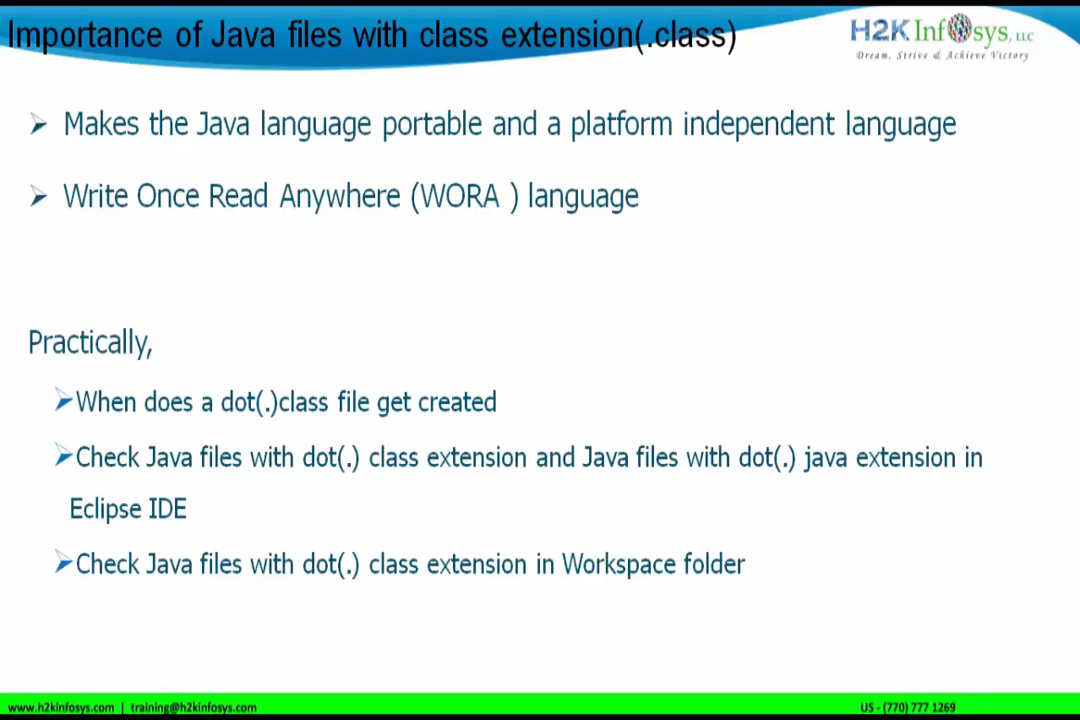 Importance of Java files with class extension(.class)
H2K Infosys, LLC
Dream, Strive & Achieve Victory
Makes the Java language portable and a platform independent language
Write Once Read Anywhere (WORA ) language
Practically,
When does a dot(.)class file get created
Check Java files with dot(.) class extension and Java files with dot(.) java extension in
Eclipse IDE
Check Java files with dot(.) class extension in Workspace folder
www.h2kinfosys.com | training@h2kinfosys.com
US - (770) 777 1269